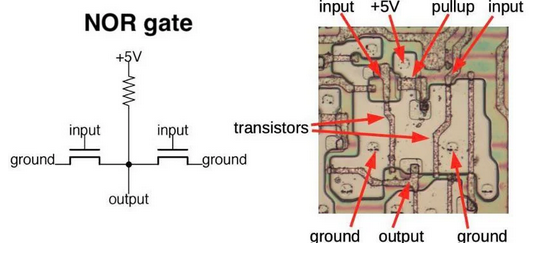 NOR gate
+5V
input
input
ground
ground
output
input
+5V
pullup
input
transistors
ground
output
ground